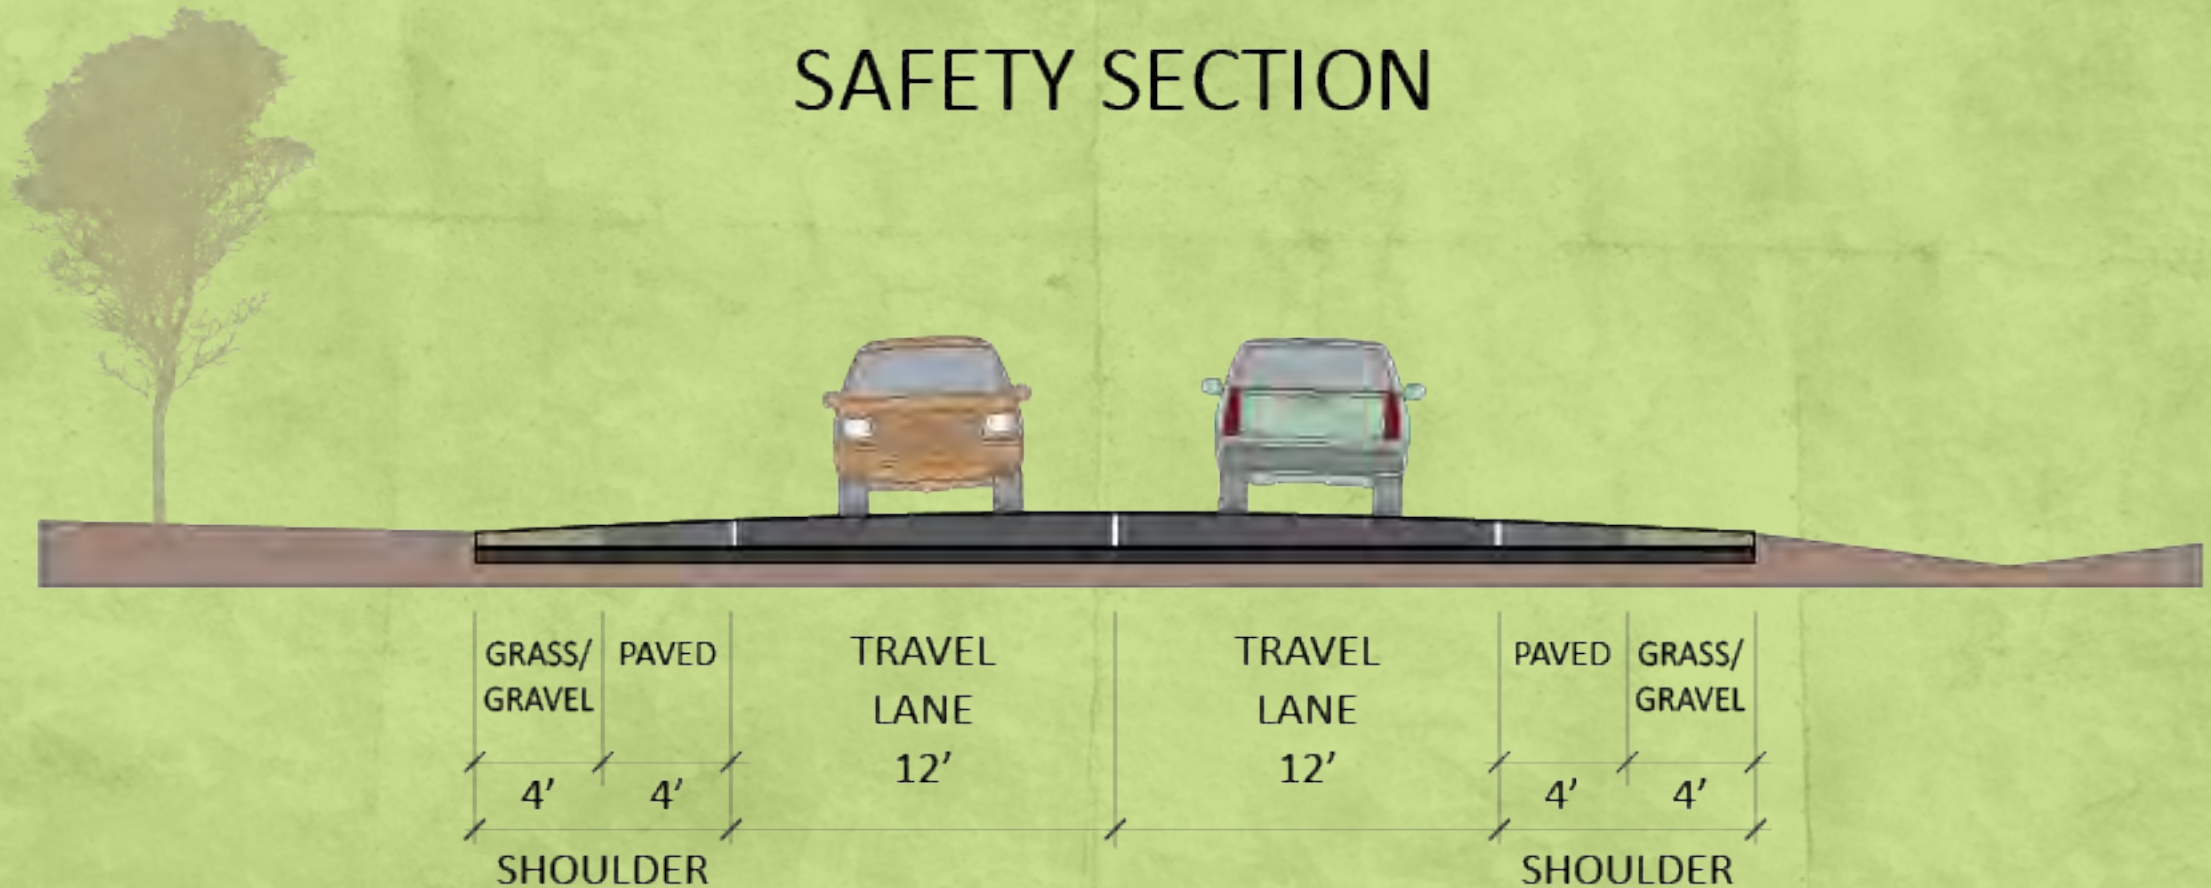 SAFETY SECTION
GRASS/
GRAVEL
4’
PAVED
4’
SHOULDER
TRAVEL
LANE
12’
TRAVEL
LANE
12’
PAVED
4’
GRASS/
GRAVEL
4’
SHOULDER